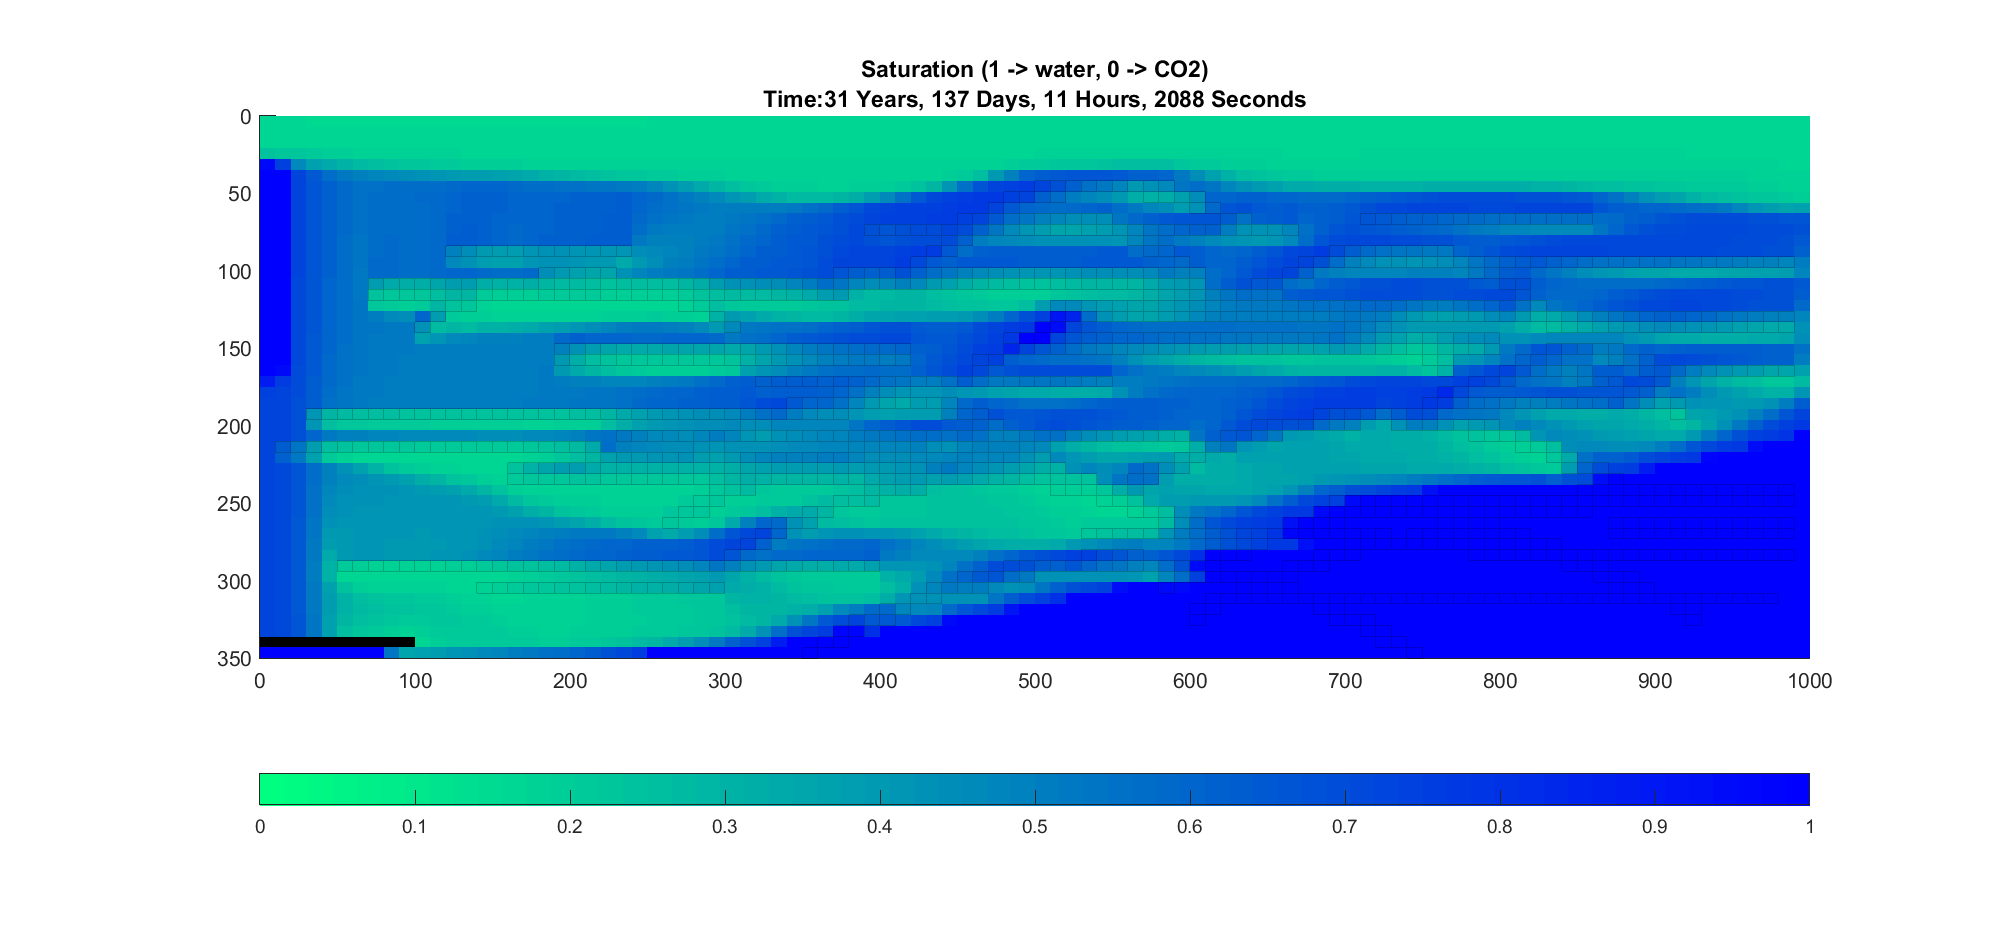 Saturation (1 -> water, 0 -> CO2)
Time:31 Years, 137 Days, 11 Hours, 2088 Seconds
0
50
100
150
200
250
300
350
0 100 200 300 400 500 600 700 800 900 1000
0 0.1 0.2 0.3 0.4 0.5 0.6 0.7 0.8 0.9 1